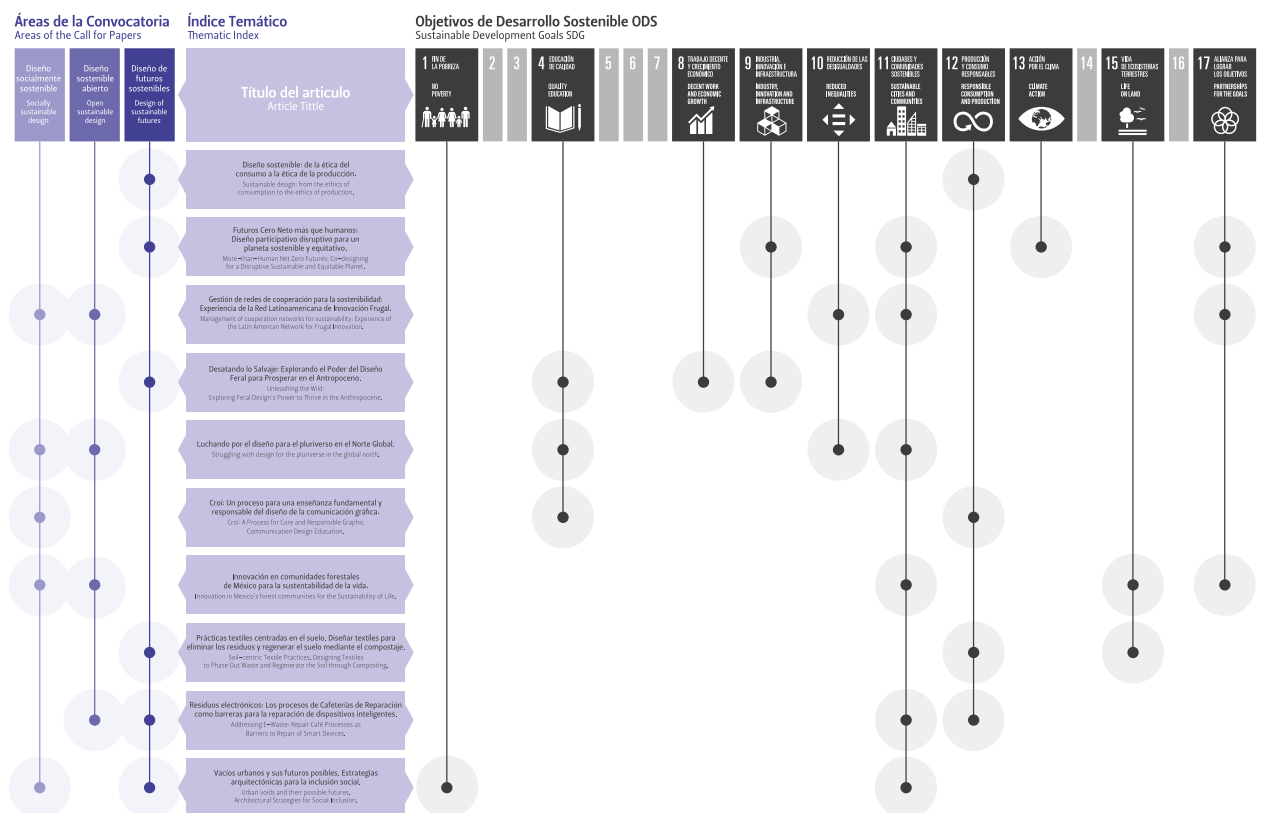 Áreas de la Convocatoria
Areas of the Call for Papers
Índice Temático
Thematic Index
Objetivos de Desarrollo Sostenible ODS
Sustainable Development Goals SDG
Diseño
socialmente
sostenible
Socially
sustainable
design
Diseño
sostenible
abierto
Open
sustainable
design
Diseño de
futuros
sostenibles
Design of
sustainable
futures
Título del articulo
Article Tittle
1 FIN DE
LA POBREZA
NO
POVERTY
2
3
4 EDUCACIÓN
DE CALIDAD
QUALITY
EDUCATION
5
6
7
8 TRABAJO DECENTE
Y CRECIMIENTO
ECONÓMICO
DECENT WORK
AND ECONOMIC
GROWTH
9 INDUSTRIA,
INNOVACIÓN E
INFRAESTRUCTURA
INDUSTRY,
INNOVATION AND
INFRASTRUCTURE
10 REDUCCIÓN DE LAS
DESIGUALDADES
REDUCED
INEQUALITIES
11 CIUDADES Y
COMUNIDADES
SOSTENIBLES
SUSTAINABLE
CITIES AND
COMMUNITIES
12 PRODUCCIÓN
Y CONSUMO
RESPONSABLES
RESPONSIBLE
CONSUMPTION
AND PRODUCTION
13 ACCIÓN
POR EL CLIMA
CLIMATE
ACTION
14
15 VIDA
DE ECOSISTEMAS
TERRESTRES
LIFE
ON LAND
16
17 ALIANZA PARA
LOGRAR
LOS OBJETIVOS
PARTNERSHIPS
FOR THE GOALS
Diseño sostenible: de la ética del
consumo a la ética de la producción.
Sustainable design: from the ethics of
consumption to the ethics of production.
Futuros Cero Neto más que humanos:
Diseño participativo disruptivo para un
planeta sostenible y equitativo.
More-than-Human Net Zero Futures: Co-designing
for a Disruptive Sustainable and Equitable Planet.
Gestión de redes de cooperación para la sostenibilidad:
Experiencia de la Red Latinoamericana de Innovación Frugal.
Management of cooperation networks for sustainability: Experience of
the Latin American Network for Frugal Innovation.
Desatando lo Salvaje: Explorando el Poder del Diseño
Feral para Prosperar en el Antropoceno.
Unleashing the Wild:
Exploring Feral Design's Power to Thrive in the Anthropocene.
Luchando por el diseño para el pluriverso en el Norte Global.
Struggling with design for the pluriverse in the global north.
Croí: Un proceso para una enseñanza fundamental y
responsable del diseño de la comunicación gráfica.
Croí: A Process for Core and Responsible Graphic
Communication Design Education.
Innovación en comunidades forestales
de México para la sustentabilidad de la vida.
Innovation in Mexico's forest communities for the Sustainability of Life.
Prácticas textiles centradas en el suelo. Diseñar textiles para
eliminar los residuos y regenerar el suelo mediante el compostaje.
Soil-centric Textile Practices. Designing Textiles
to Phase Out Waste and Regenerate the Soil through Composting.
Residuos electrónicos: Los procesos de Cafeterías de Reparación
como barreras para la reparación de dispositivos inteligentes.
Addressing E-Waste: Repair Café Processes as
Barriers to Repair of Smart Devices.
Vacíos urbanos y sus futuros posibles. Estrategias
arquitectónicas para la inclusión social.
Urban voids and their possible futures.
Architectural Strategies for Social Inclusion.